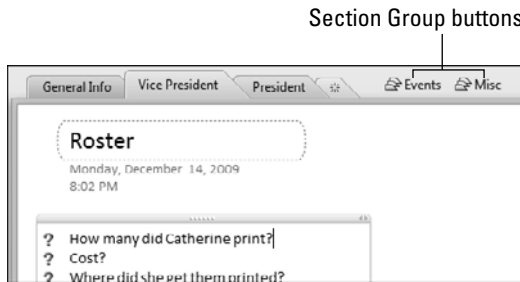 Section Group buttons
General Info Vice President President Events Misc
Roster
Monday, December 14, 2009
8:02 PM
? How many did Catherine print?
? Cost?
? Where did she get them printed?